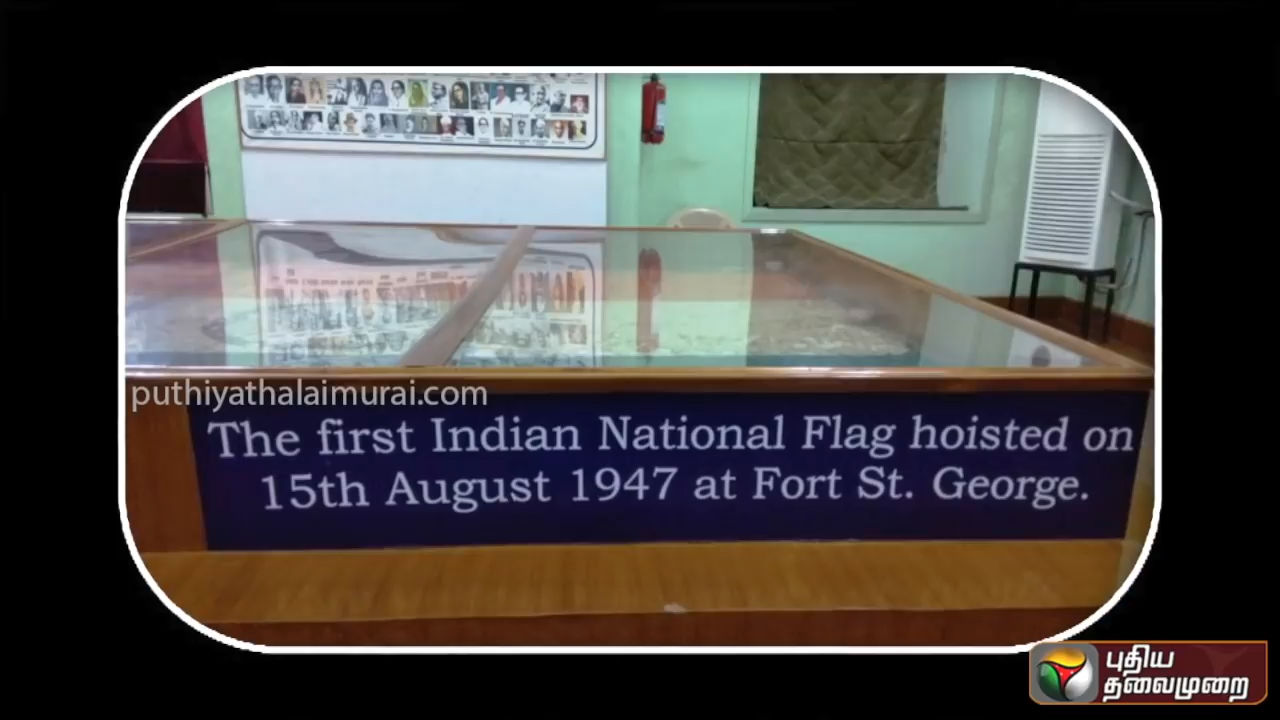 puthiyathalaimurai.com
The first Indian National Flag hoisted on
15th August 1947 at Fort St. George.
புதிய
தலைமுறை